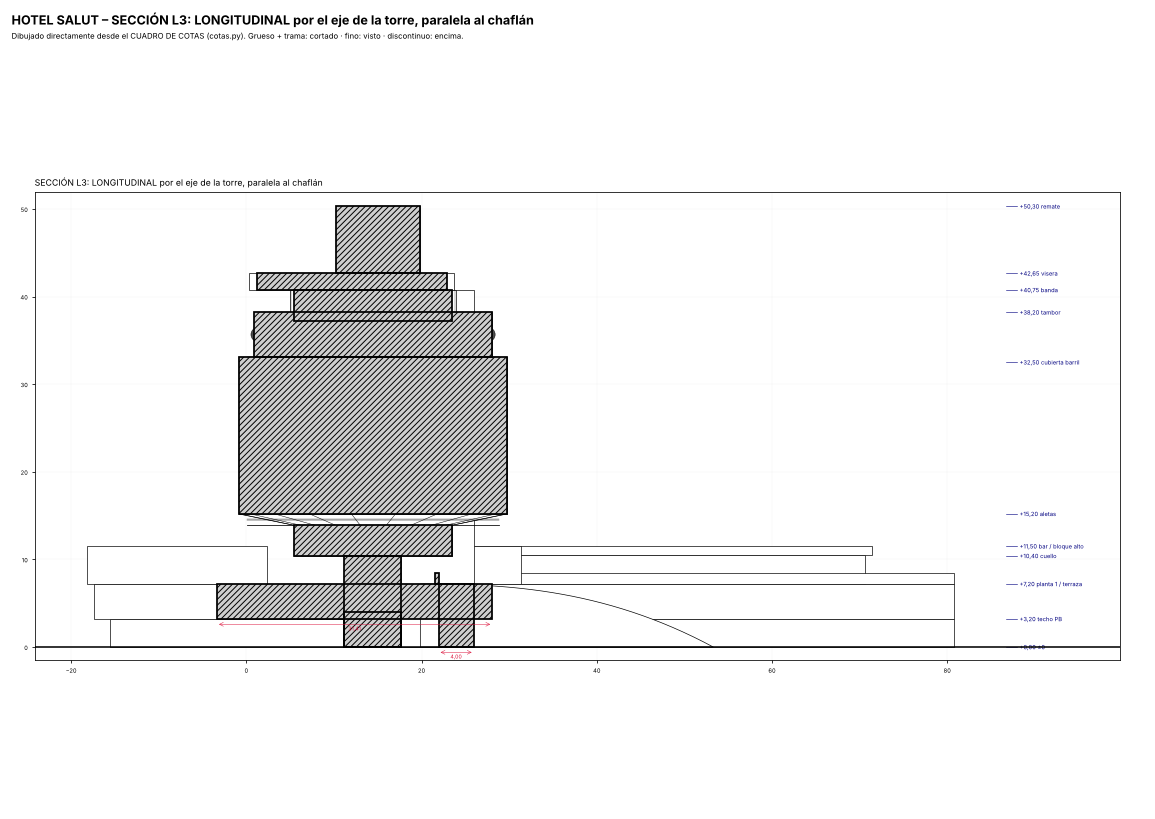 HOTEL SALUT – SECCIÓN L3: LONGITUDINAL por el eje de la torre, paralela al chaflán
Dibujado directamente desde el CUADRO DE COTAS (cotas.py). Grueso + trama: cortado · fino: visto · discontinuo: encima.
SECCIÓN L3: LONGITUDINAL por el eje de la torre, paralela al chaflán
50
40
30
20
10
0
−20
0
20
40
60
80
+50,30 remate
+42,65 visera
+40,75 banda
+38,20 tambor
+32,50 cubierta barril
+15,20 aletas
+11,50 bar / bloque alto
+10,40 cuello
+7,20 planta 1 / terraza
+3,20 techo PB
4,00